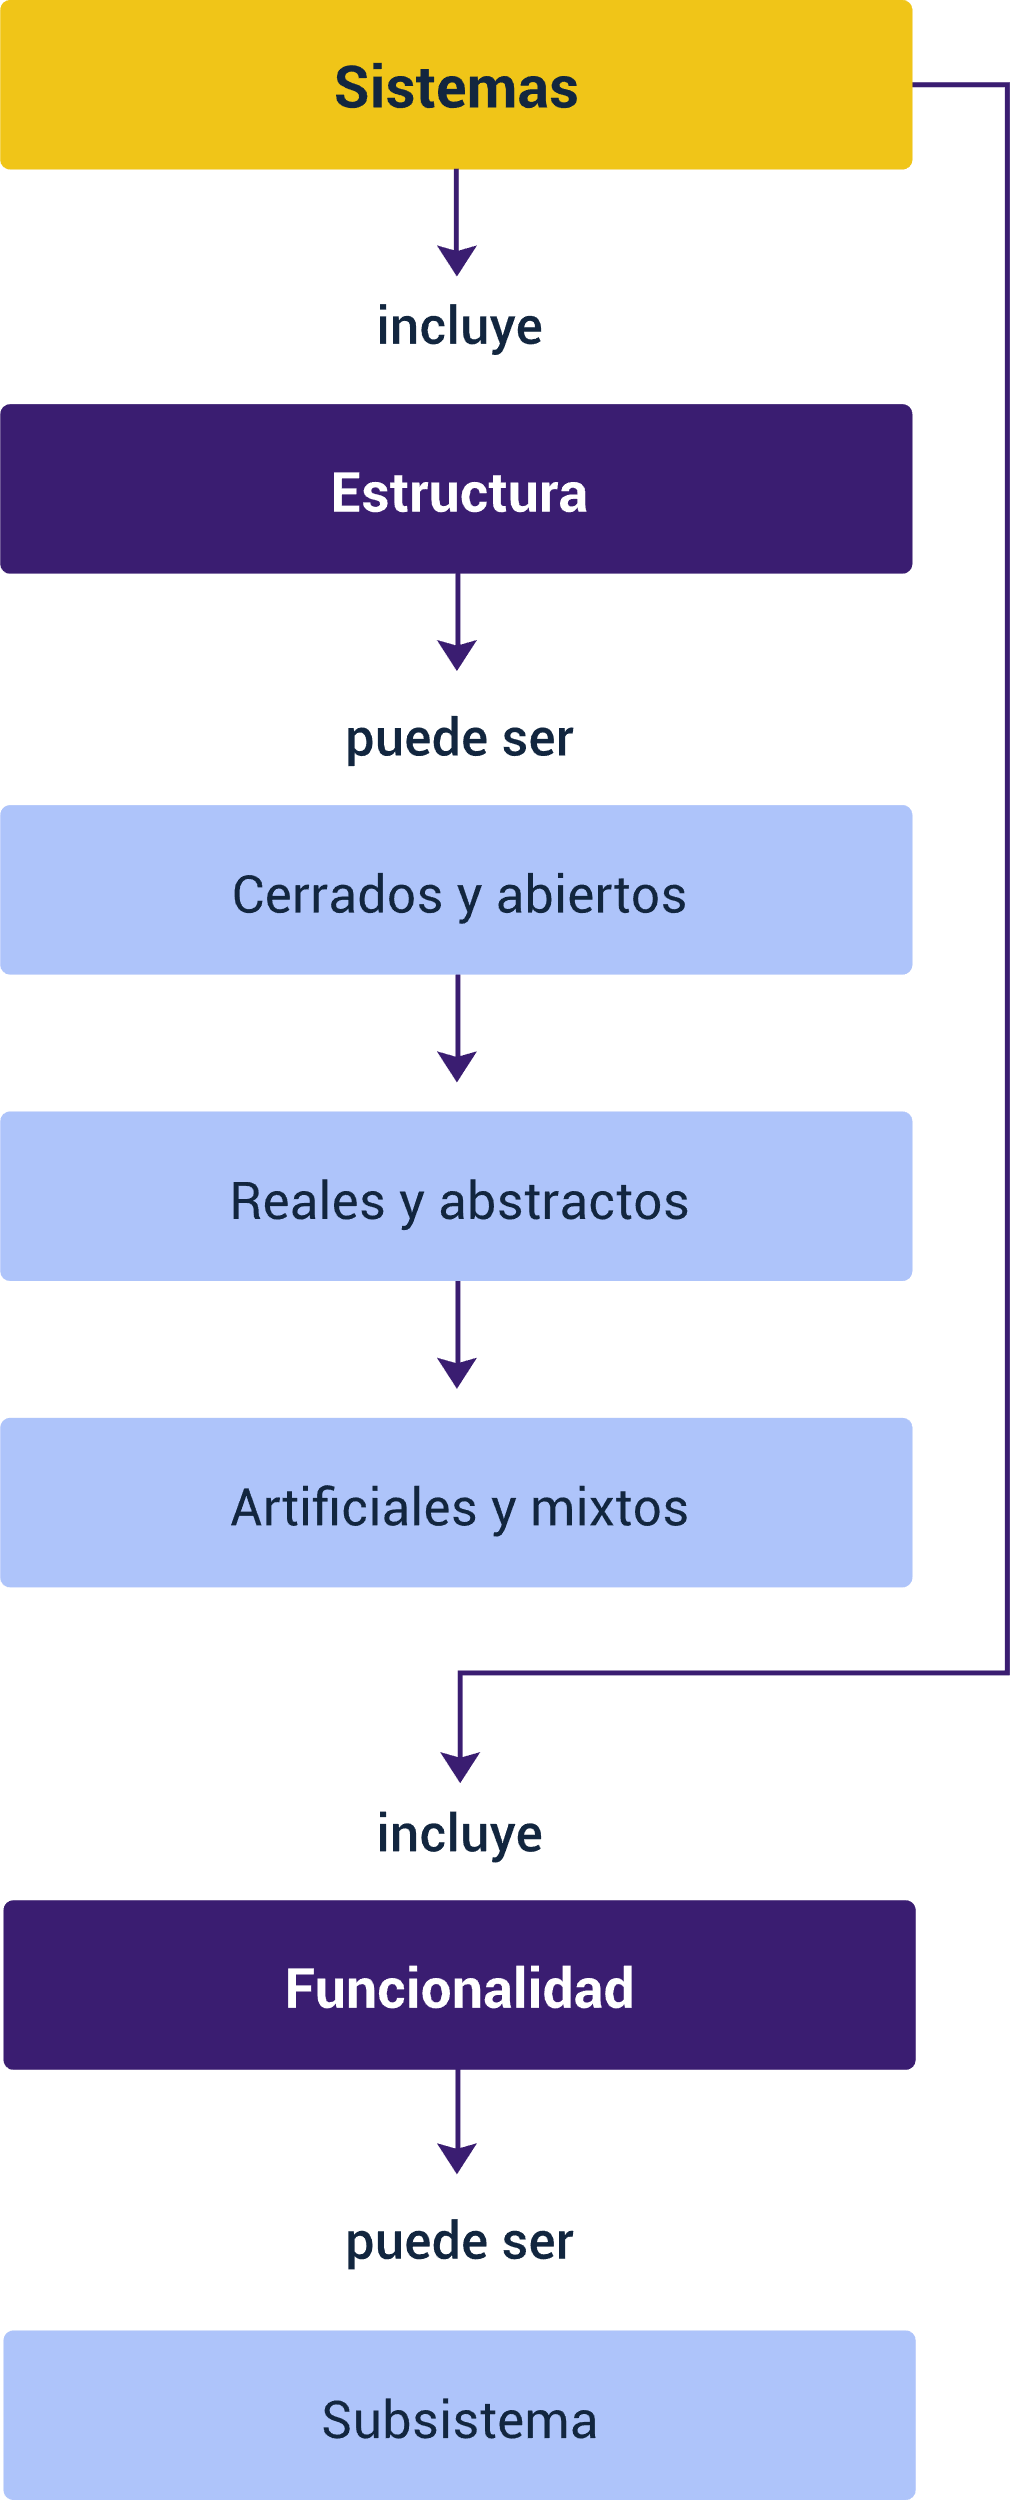 Sistemas
incluye
Estructura
puede ser
Cerrados y abiertos
Reales y abstractos
Artificiales y mixtos
incluye
Funcionalidad
puede ser
Subsistema